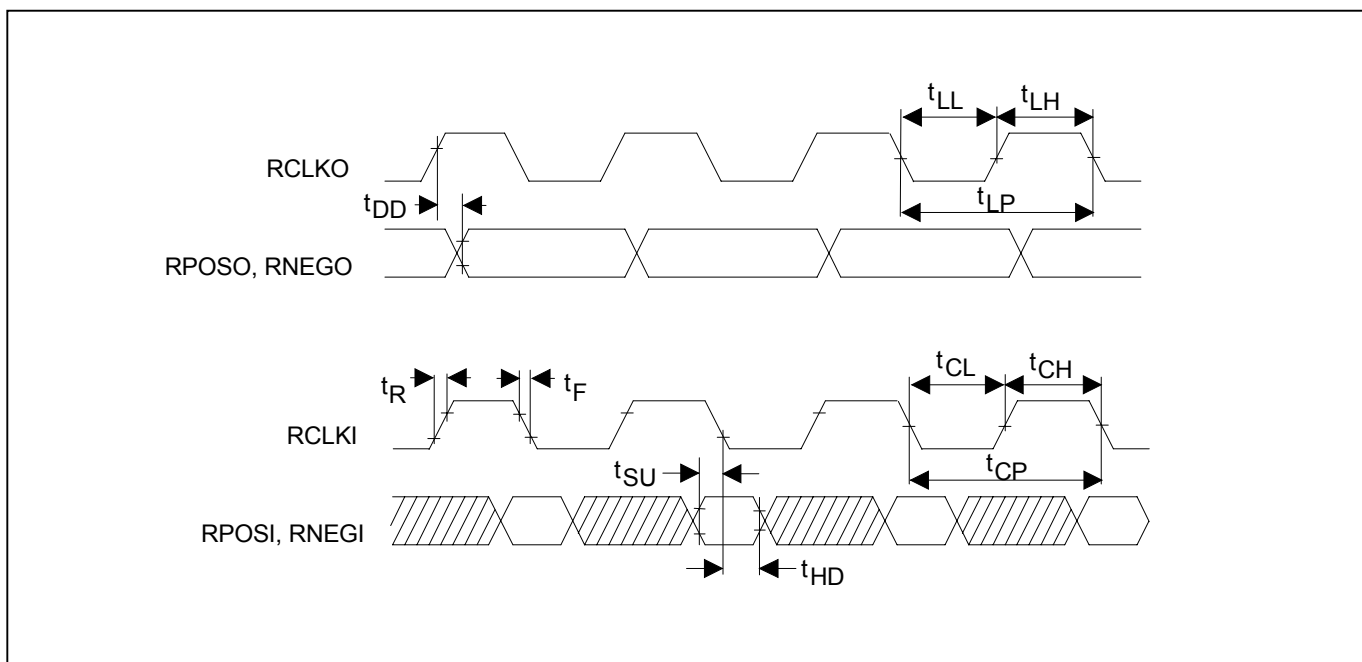 tLL
tLH
RCLKO
tDD
tLP
RPOSO, RNEGO
tCL
tCH
tR
tF
RCLKI
tSU
tCP
RPOSI, RNEGI
tHD